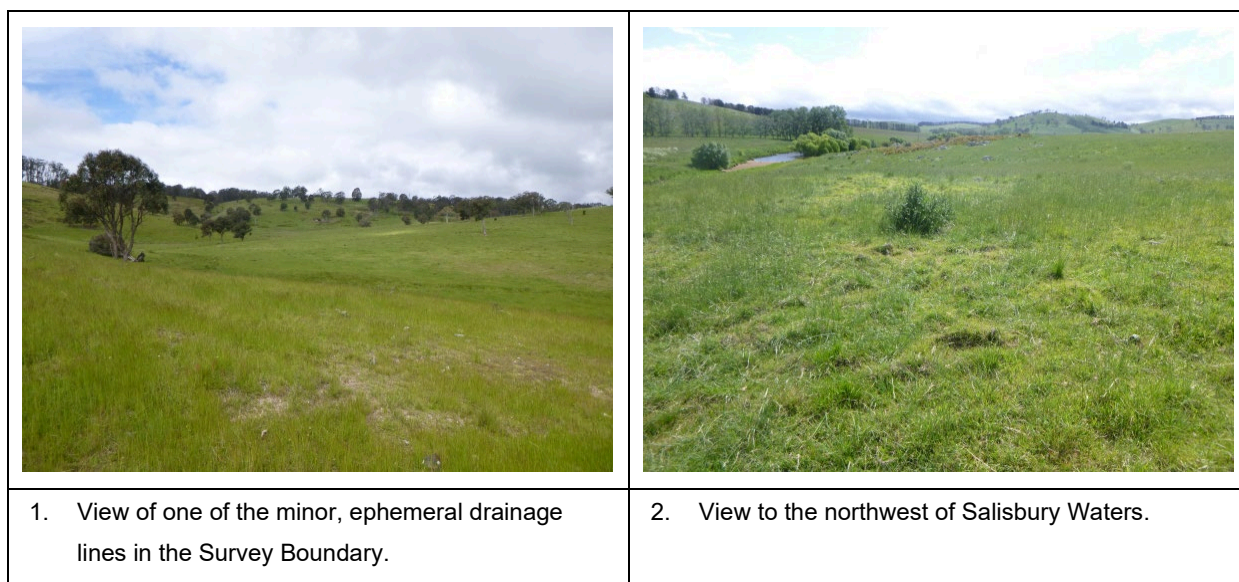 1. View of one of the minor, ephemeral drainage
lines in the Survey Boundary.
2. View to the northwest of Salisbury Waters.